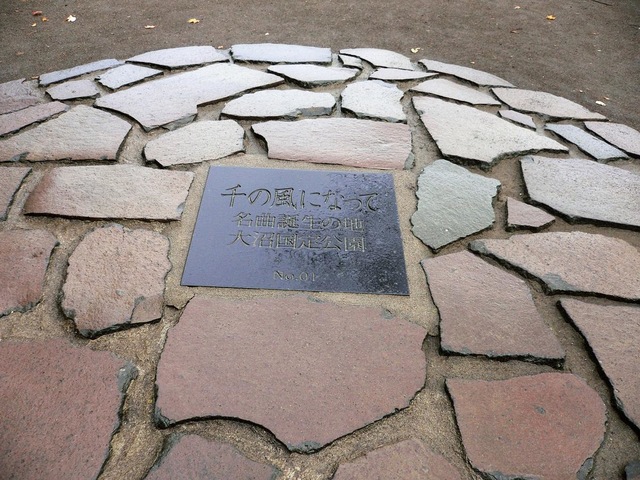 千の風になって
名曲誕生の地
大沼国定公園
No.01